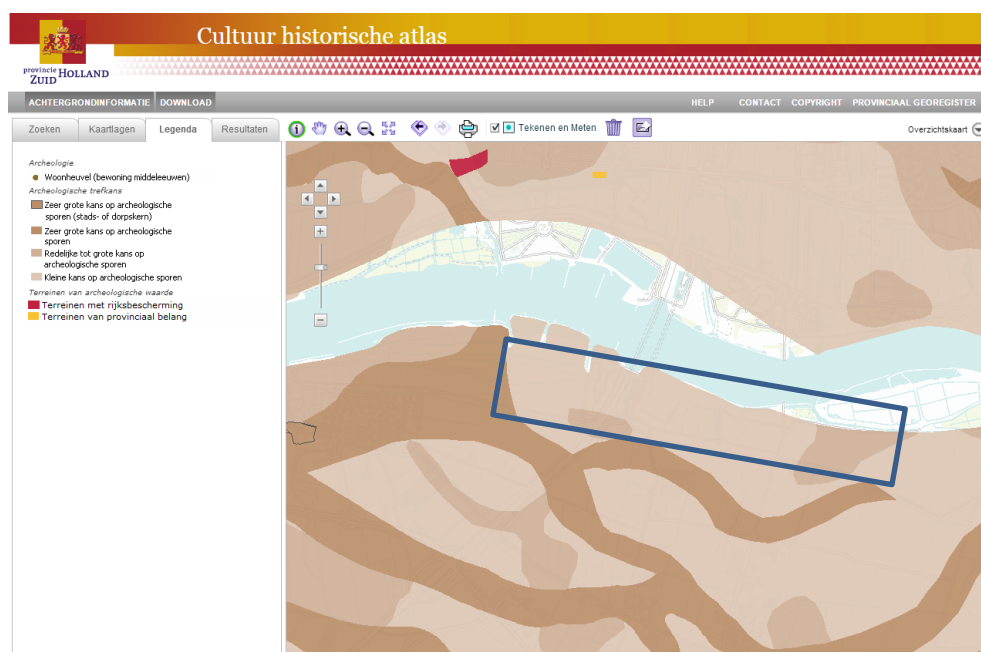 Cultuur historische atlas
provincie
ZUID HOLLAND
ACHTERGRONDINFORMATIE DOWNLOAD HELP CONTACT COPYRIGHT PROVINCIAAL GEOREGISTER
Zoeken Kaartlagen Legenda Resultaten Tekenen en Meten Overzichtskaart
Archeologie
Woonheuvel (bewoning middeleeuwen)
Archeologische trefkans
Zeer grote kans op archeologische
sporen (stads- of dorpskern)
Zeer grote kans op archeologische
sporen
Redelijke tot grote kans op
archeologische sporen
Kleine kans op archeologische sporen
Terreinen van archeologische waarde
Terreinen met rijksbescherming
Terreinen van provinciaal belang